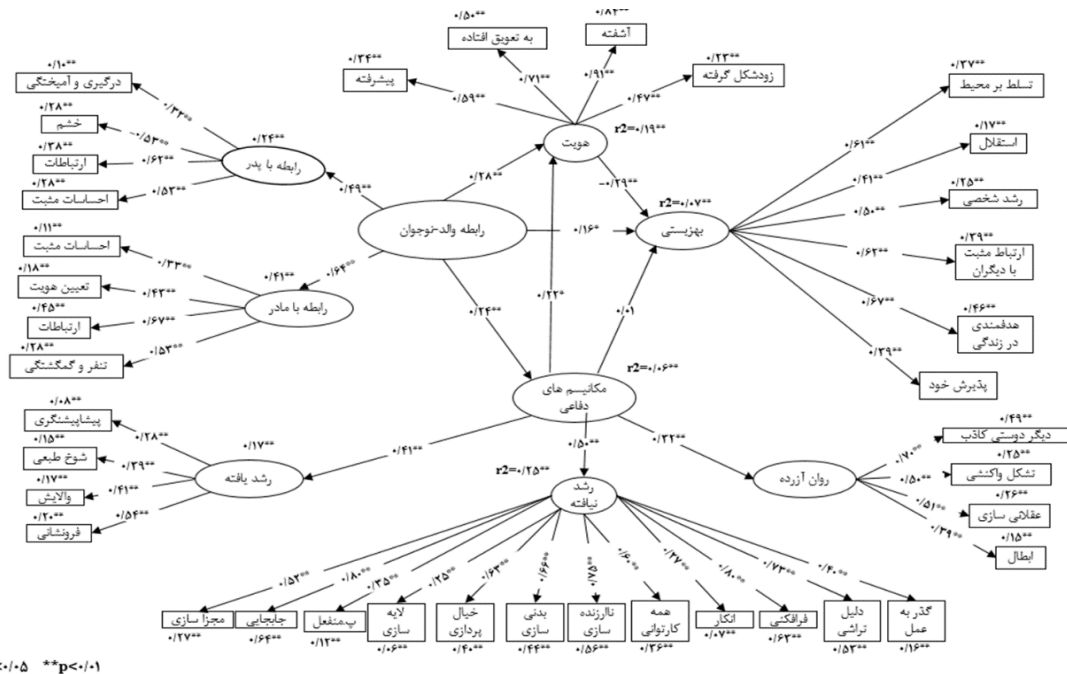 ۰/۵۰**
۰/۸۴**
به تعویق افتاده
آشفته
۰/۳۴**
پیشرفته
۰/۲۳**
زودشکل گرفته
۰/۵۹**
۰/۷۱**
۰/۹۱**
۰/۴۷**
r2=۰/۱۹**
هویت
۰/۱۰**
درگیری و آمیختگی
۰/۲۸**
خشم
۰/۳۸**
ارتباطات
۰/۲۸**
احساسات مثبت
۰/۳۲**
-۰/۵۳**
۰/۶۲**
۰/۵۳**
۰/۲۴**
رابطه با پدر
۰/۴۹**
۰/۲۸**
-۰/۲۹**
رابطه والد-نوجوان
۰/۱۶*
r2=۰/۰۷**
بهزیستی
۰/۳۷**
تسلط بر محیط
۰/۱۷**
استقلال
۰/۲۵**
رشد شخصی
۰/۳۹**
ارتباط مثبت
با دیگران
۰/۴۶**
هدفمندی
در زندگی
پذیرش خود
۰/۶۱**
۰/۴۱**
۰/۵۰**
۰/۶۲**
۰/۶۷**
۰/۳۹**
۰/۱۱**
احساسات مثبت
۰/۱۸**
تعیین هویت
۰/۴۵**
ارتباطات
۰/۲۸**
تنفر و گمگشتگی
۰/۳۳**
۰/۴۳**
۰/۶۷**
۰/۵۳**
۰/۴۱**
رابطه با مادر
۰/۶۴**
۰/۲۴**
۰/۲۲*
۰/۰۱
r2=۰/۰۶**
مکانیسم های
دفاعی
۰/۰۸**
پیشاپیشنگری
۰/۱۵**
شوخ طبعی
۰/۱۷**
والایش
۰/۲۰**
فرونشانی
۰/۲۸**
۰/۳۹**
۰/۴۱**
۰/۵۴**
۰/۱۷**
رشد یافته
۰/۴۱**
۰/۵۰**
۰/۳۲**
r2=۰/۲۵**
رشد
نیافته
روان آزرده
۰/۴۹**
دیگر دوستی کاذب
۰/۲۵**
تشکل واکنشی
۰/۲۶**
عقلانی سازی
۰/۱۵**
ابطال
۰/۷۰**
۰/۵۰**
۰/۵۱**
۰/۳۹**
۰/۵۲**
۰/۸۰**
۰/۳۵**
۰/۲۵**
۰/۶۳**
۰/۶۶**
۰/۷۵**
۰/۶۰**
۰/۲۷**
۰/۸۰**
۰/۷۳**
۰/۴۰**
مجزا سازی
جابجایی
پ.منفعل
لایه
سازی
خیال
پردازی
بدنی
سازی
ناارزنده
سازی
همه
کارتوانی
انکار
فرافکنی
دلیل
تراشی
گذر به
عمل
۰/۲۷**
۰/۶۴**
۰/۱۲**
۰/۰۶**
۰/۴۰**
۰/۴۴**
۰/۵۶**
۰/۳۶**
۰/۰۷**
۰/۶۳**
۰/۵۳**
۰/۱۶**
<۰/۰۵ **p<۰/۰۱